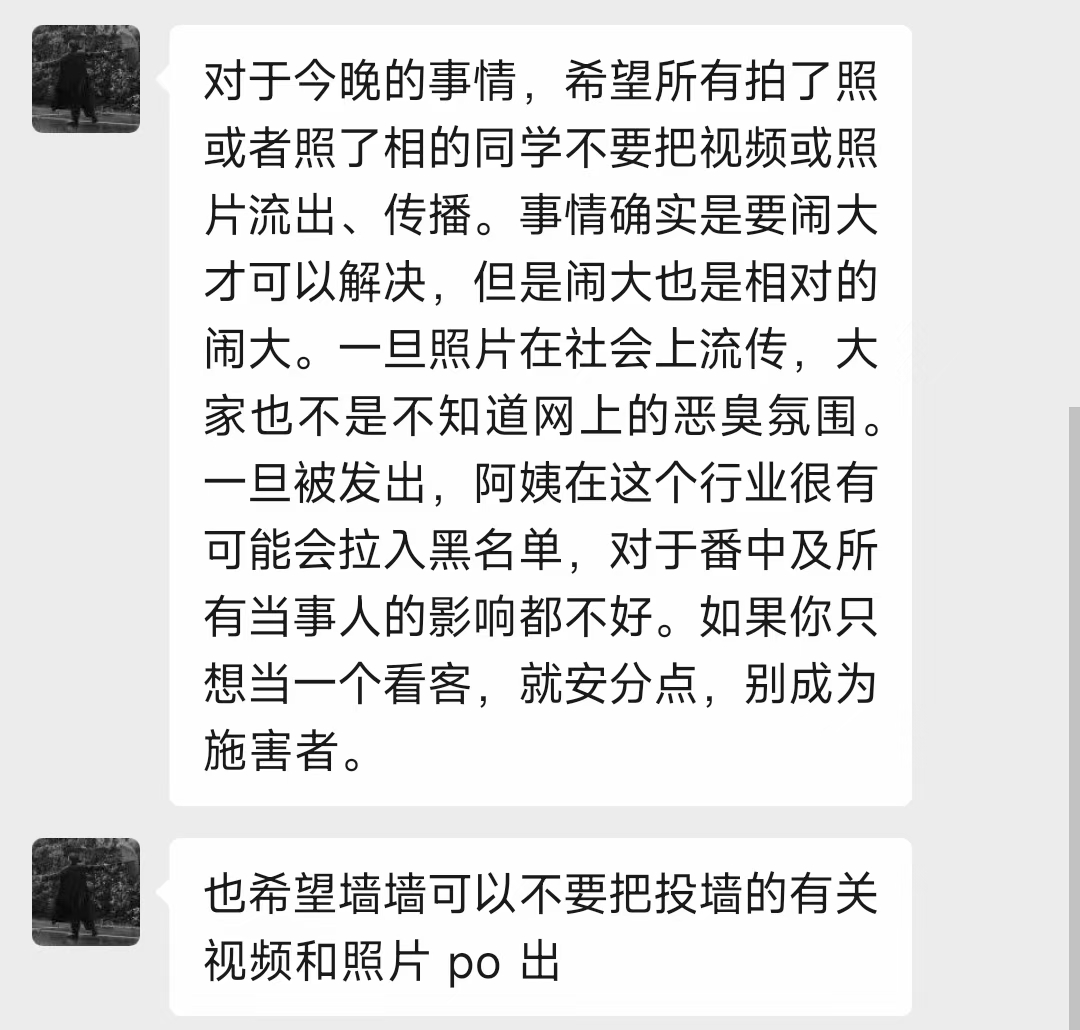 对于今晚的事情，希望所有拍了照
或者照了相的同学不要把视频或照
片流出、传播。事情确实是要闹大
才可以解决，但是闹大也是相对的
闹大。一旦照片在社会上流传，大
家也不是不知道网上的恶臭氛围。
一旦被发出，阿姨在这个行业很有
可能会拉入黑名单，对于番中及所
有当事人的影响都不好。如果你只
想当一个看客，就安分点，别成为
施害者。
也希望墙墙可以不要把投墙的有关
视频和照片 po 出